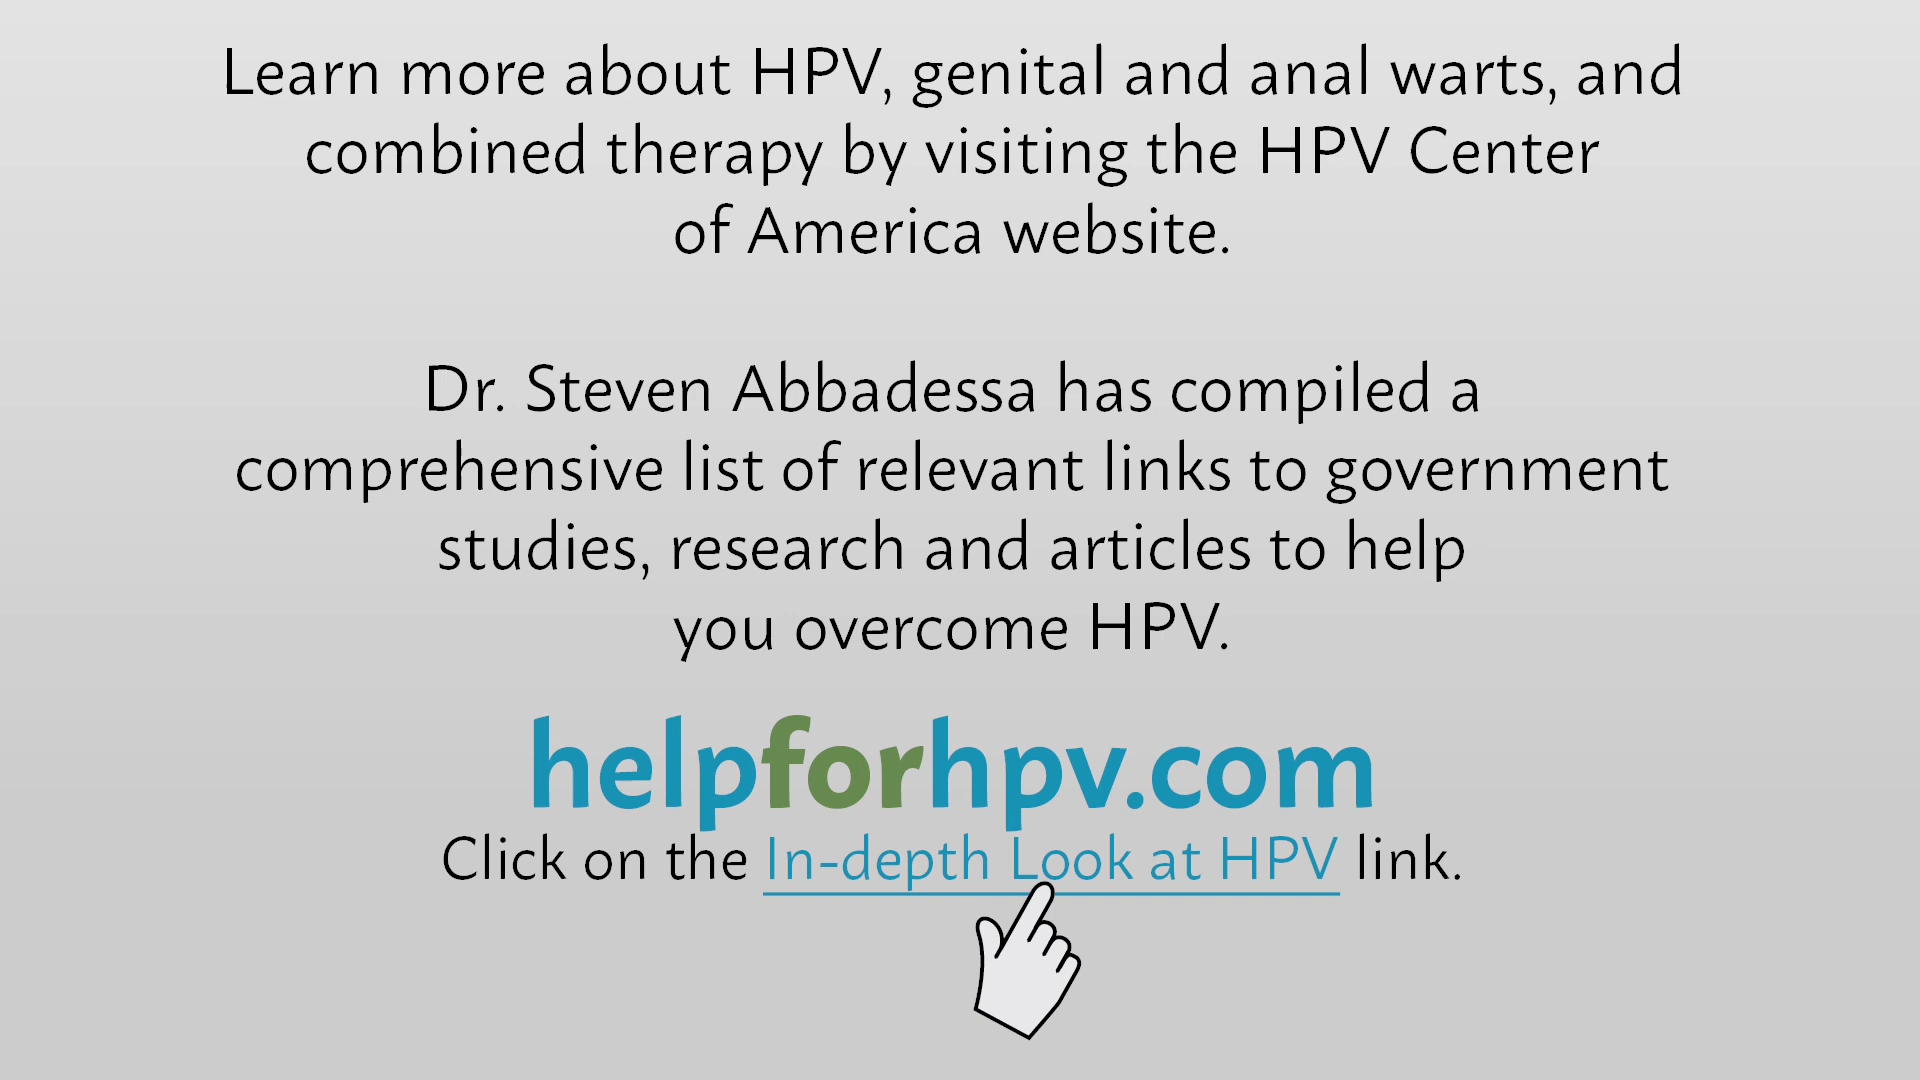 Learn more about HPV, genital and anal warts, and
combined therapy by visiting the HPV Center
of America website.
Dr. Steven Abbadessa has compiled a
comprehensive list of relevant links to government
studies, research and articles to help
you overcome HPV.
helpforhpv.com
Click on the In-depth Look at HPV link.